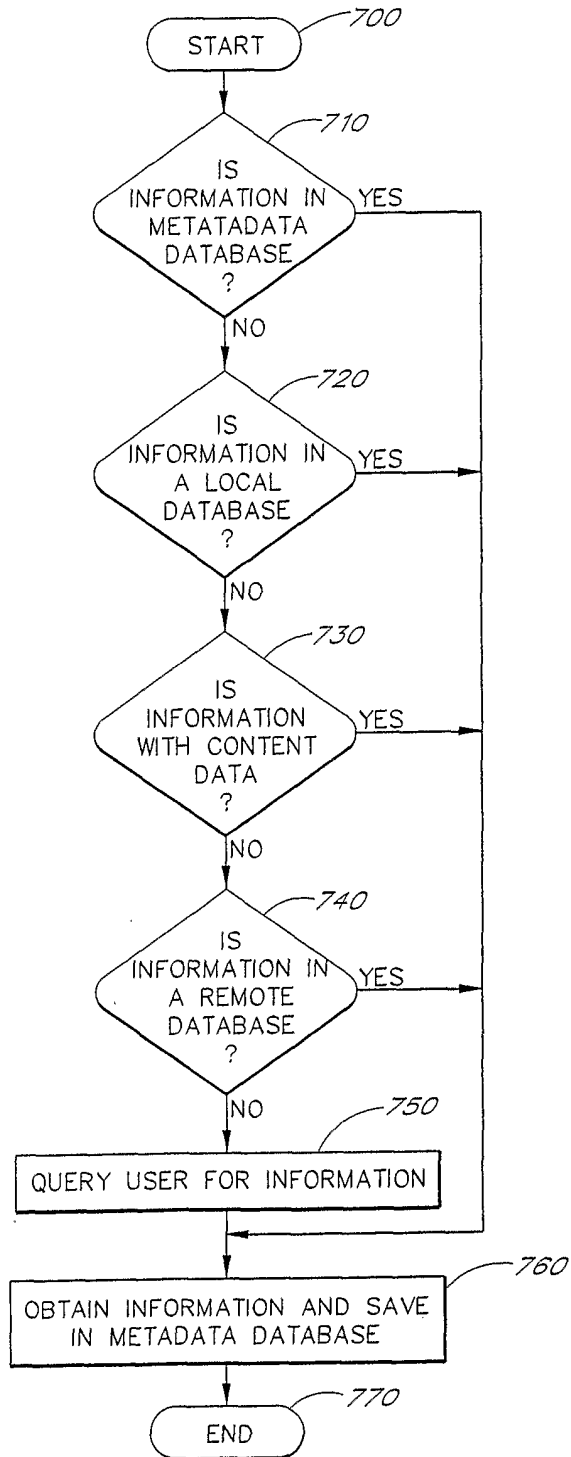 START
700
710
IS
INFORMATION IN
METATADATA
DATABASE
?
YES
NO
720
IS
INFORMATION IN
A LOCAL
DATABASE
?
YES
NO
730
IS
INFORMATION
WITH CONTENT
DATA
?
YES
NO
740
IS
INFORMATION IN
A REMOTE
DATABASE
?
YES
NO
750
QUERY USER FOR INFORMATION
760
OBTAIN INFORMATION AND SAVE
IN METADATA DATABASE
770
END